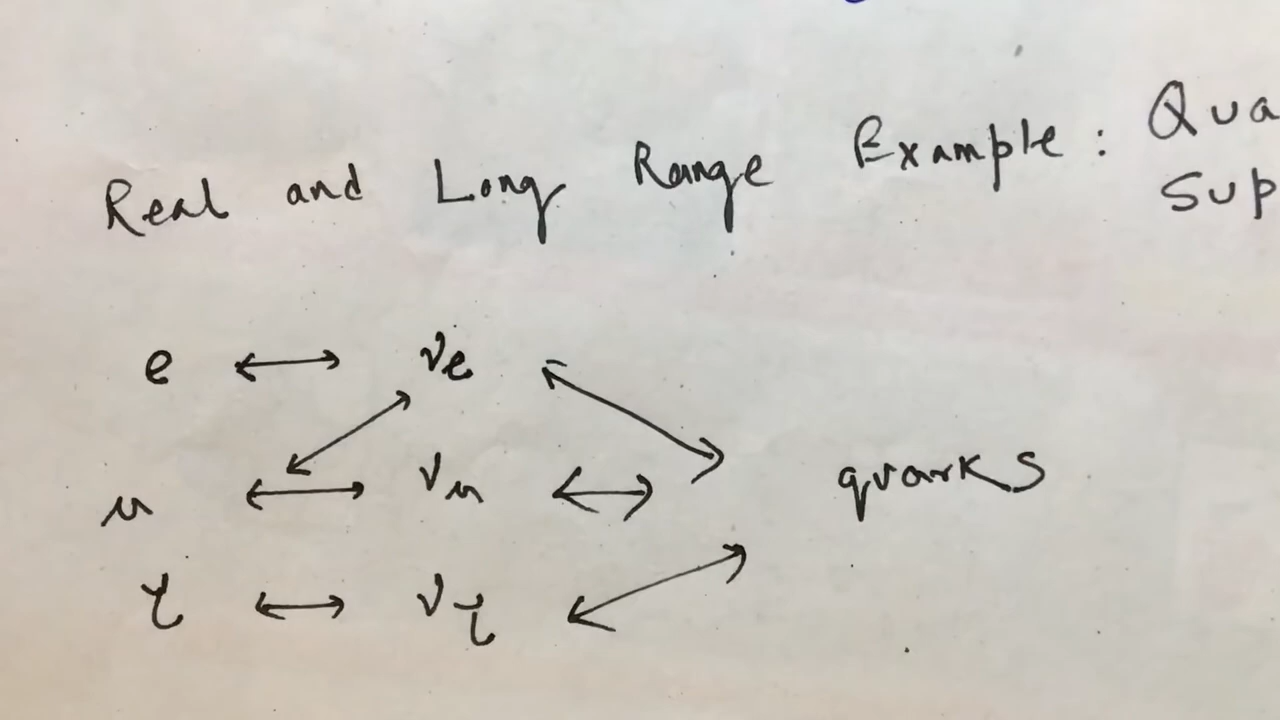 Real and Long Range Example: Qua
Sup
e ↔ νe
μ ↔ νμ ↔ quarks
τ ↔ ντ